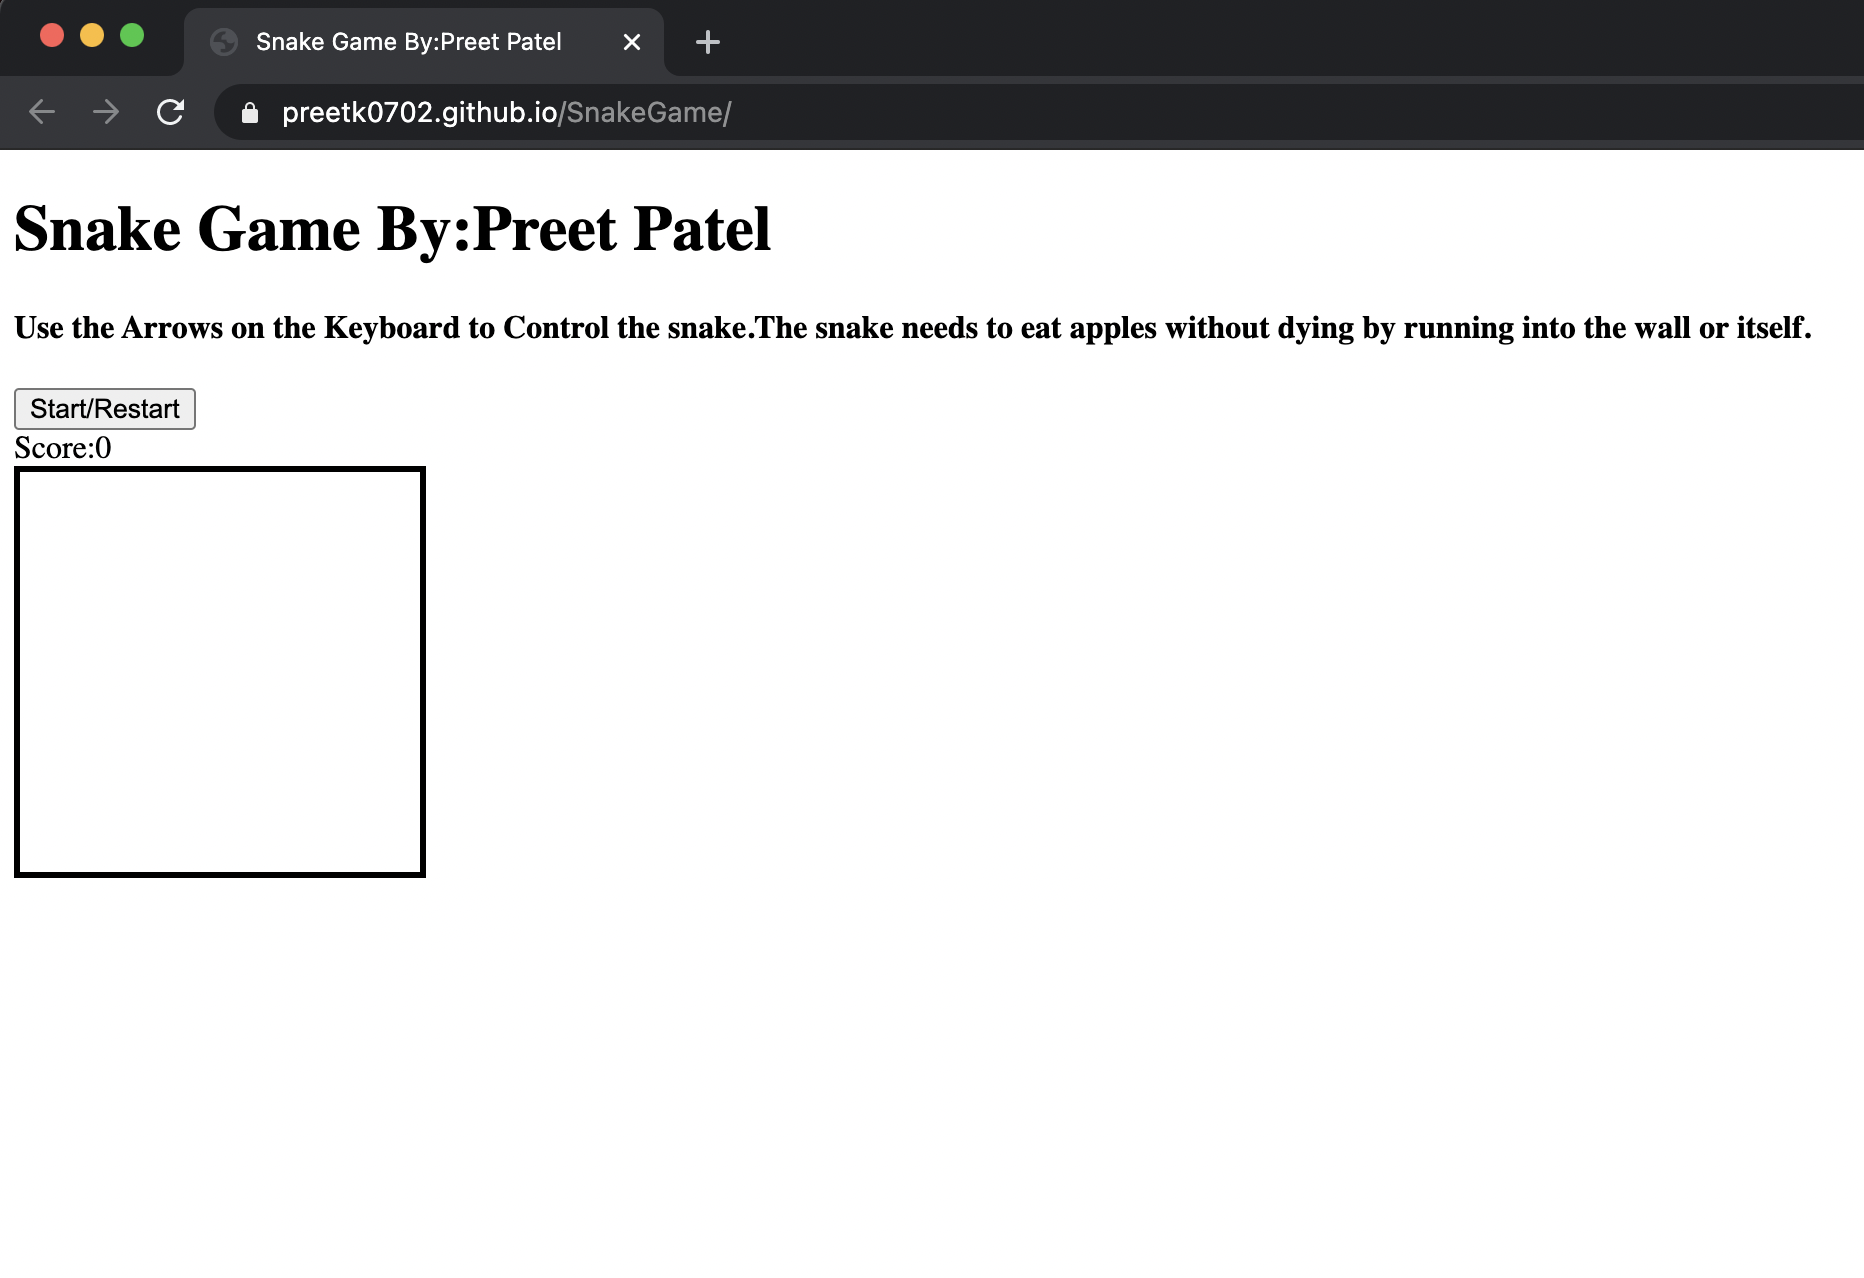 Snake Game By:Preet Patel
preetk0702.github.io/SnakeGame/
Snake Game By:Preet Patel
Use the Arrows on the Keyboard to Control the snake.The snake needs to eat apples without dying by running into the wall or itself.
Start/Restart
Score:0